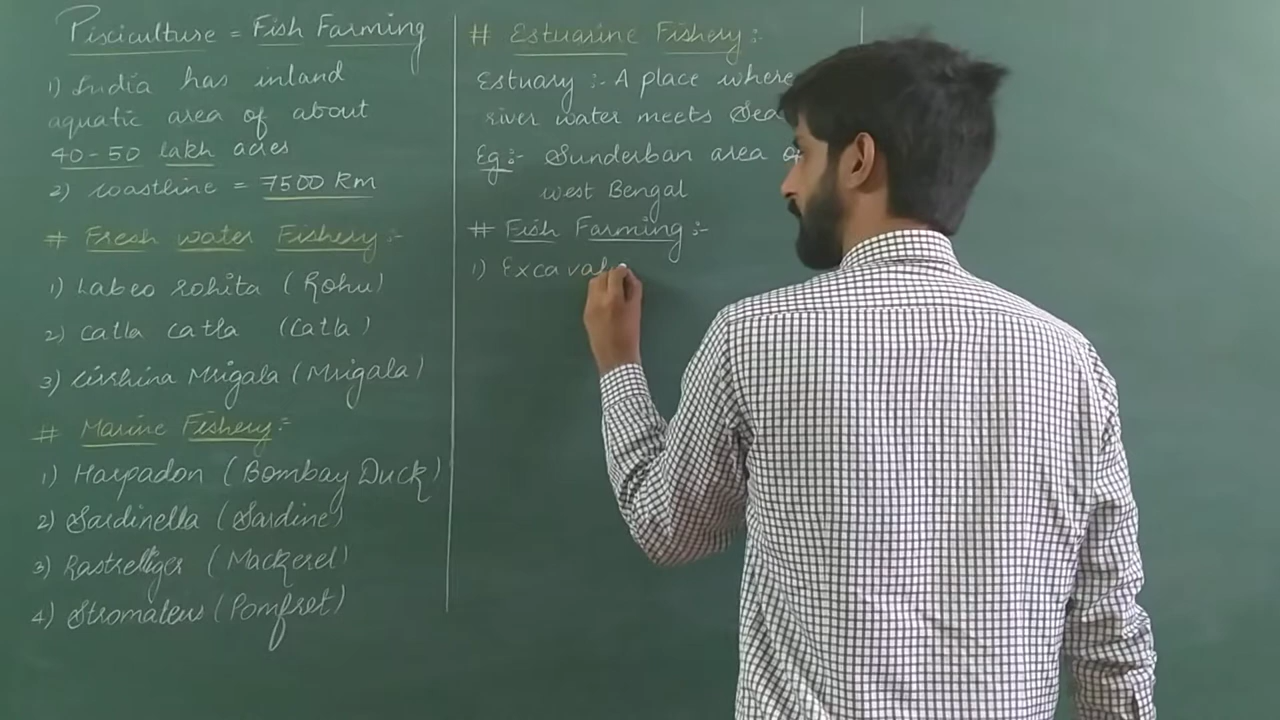 Pisciculture = Fish Farming
1) India has inland
aquatic area of about
40-50 lakh acres
2) coastline = 7500 Km
# Fresh water Fishery:-
1) Labeo rohita (Rohu)
2) Catla catla (Catla)
3) Cirrhina Mrigala (Mrigala)
# Marine Fishery:-
1) Harpadon (Bombay Duck)
2) Sardinella (Sardine)
3) Rastrelliger (Mackerel)
4) Stromateus (Pomfret)
# Estuarine Fishery:-
Estuary :- A place where
river water meets Sea
Eg:- Sunderban area of
west Bengal
# Fish Farming:-
1) Excavat